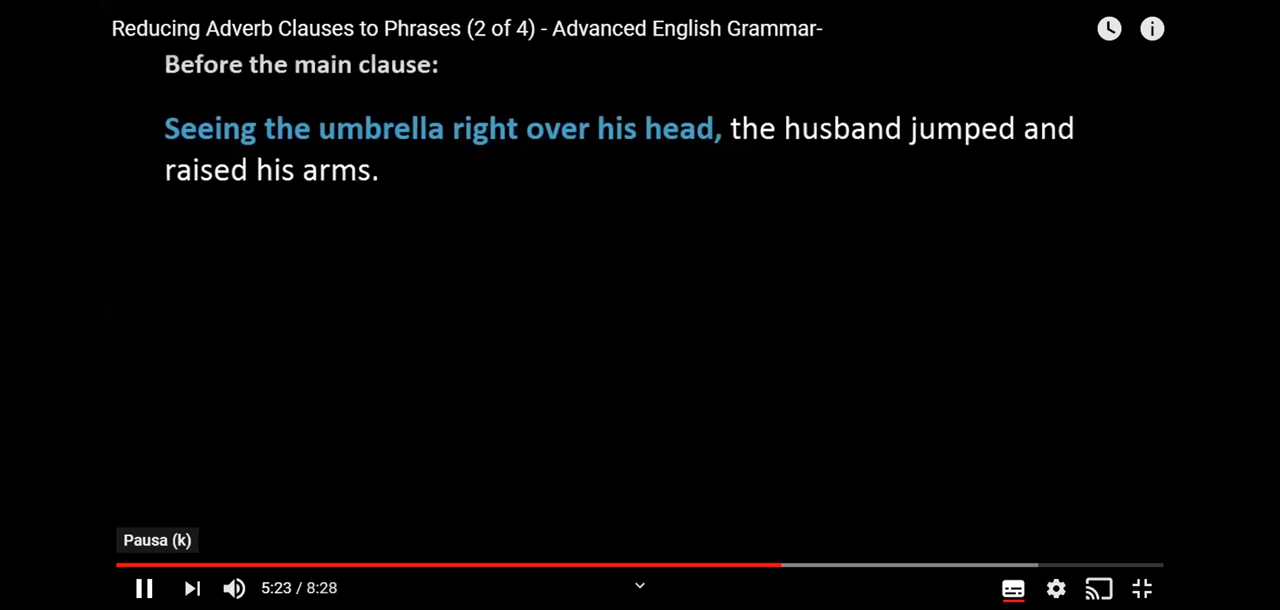 Reducing Adverb Clauses to Phrases (2 of 4) - Advanced English Grammar-
Before the main clause:
Seeing the umbrella right over his head, the husband jumped and
raised his arms.
Pausa (k)
5:23 / 8:28